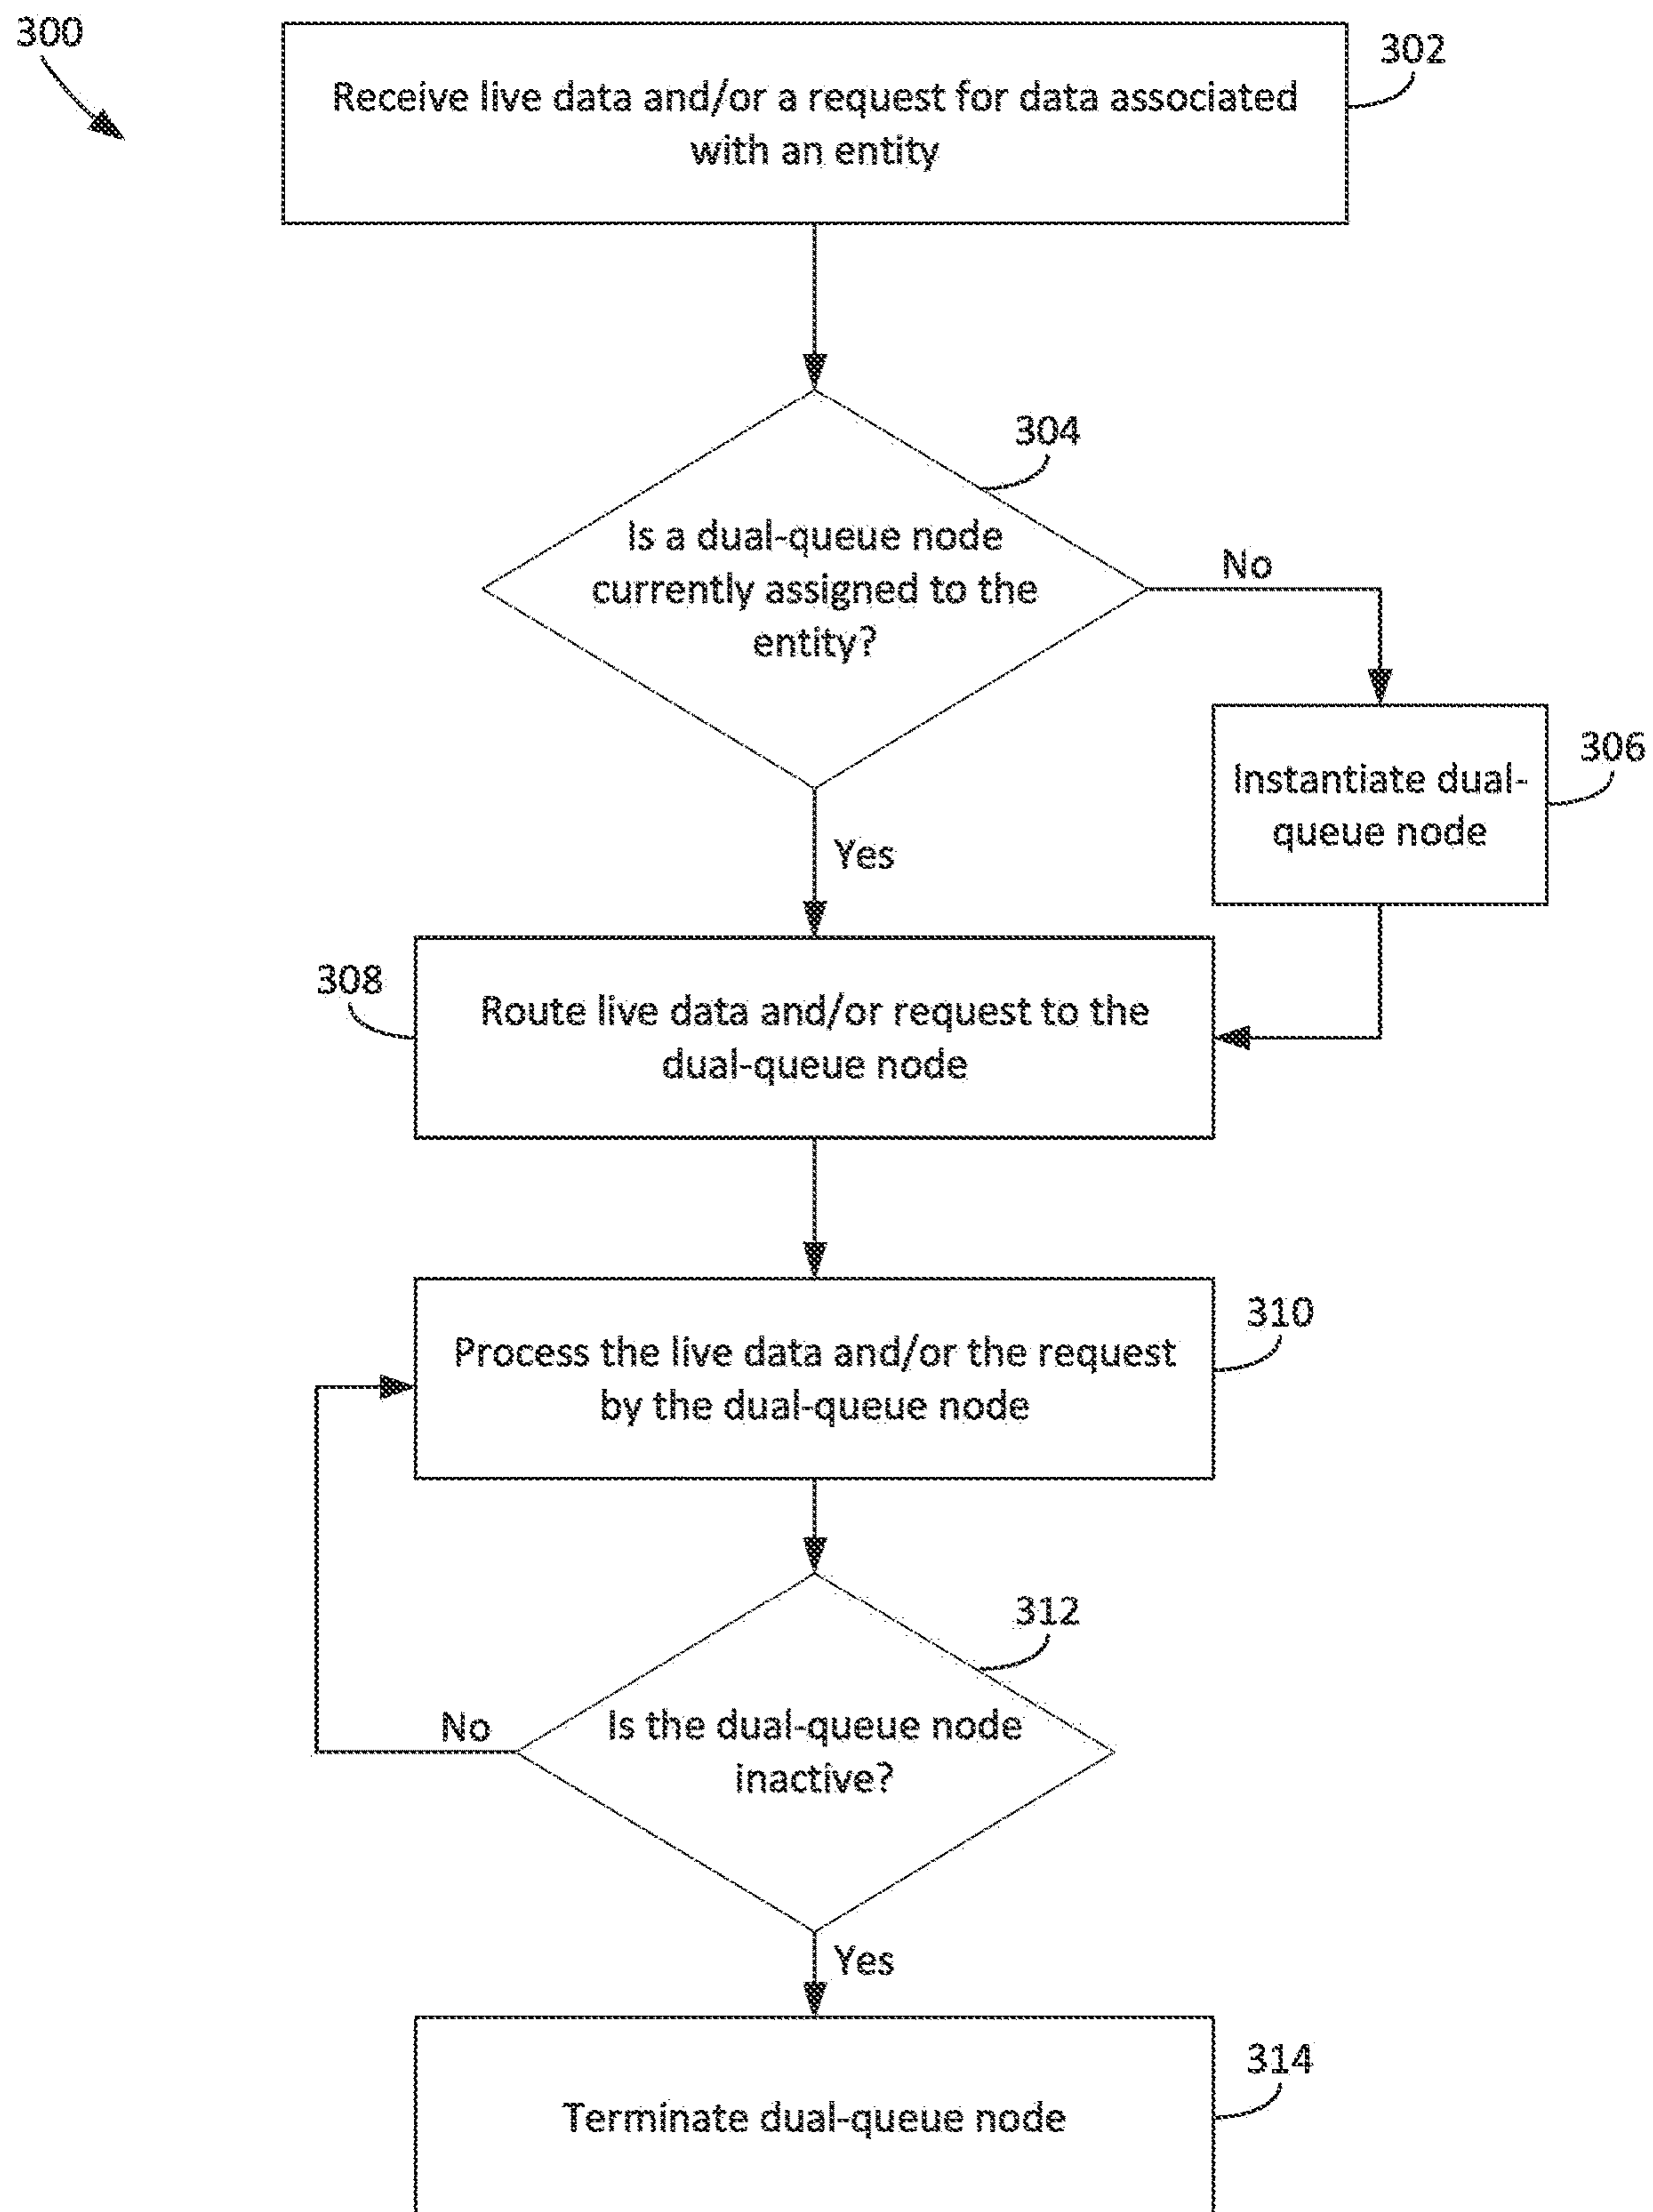 300
302
Receive live data and/or a request for data associated
with an entity
304
Is a dual-queue node
currently assigned to the
entity?
No
306
Instantiate dual-
queue node
Yes
308
Route live data and/or request to the
dual-queue node
310
Process the live data and/or the request
by the dual-queue node
312
Is the dual-queue node
inactive?
No
Yes
314
Terminate dual-queue node